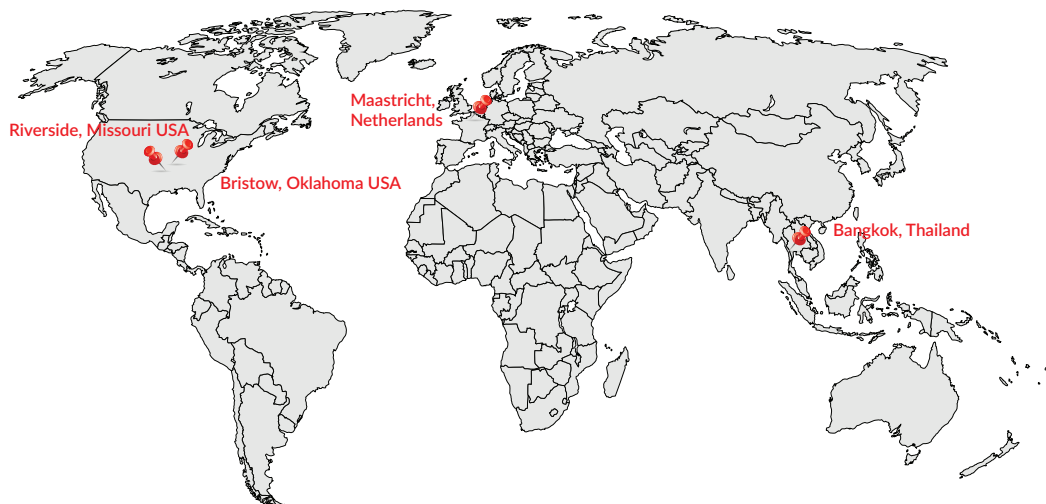 Maastricht,
Netherlands
Riverside, Missouri USA
Bristow, Oklahoma USA
Bangkok, Thailand